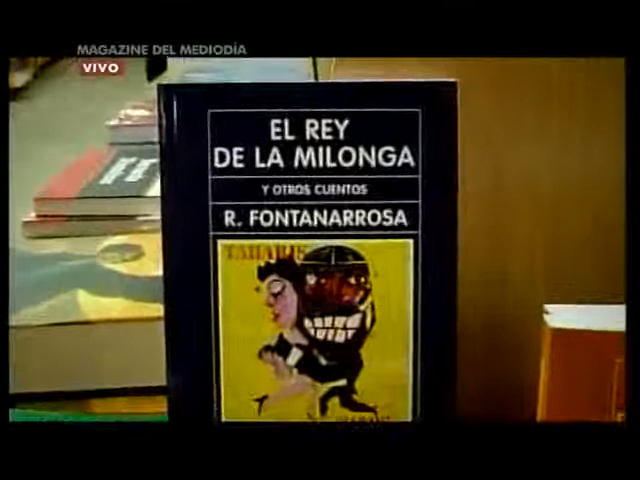 MAGAZINE DEL MEDIODÍA
VIVO
EL REY
DE LA MILONGA
Y OTROS CUENTOS
R. FONTANARROSA
TABARIS